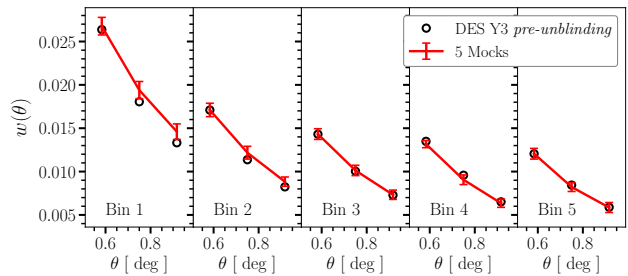 DES Y3 pre-unblinding
5 Mocks
w(θ)
0.025
0.020
0.015
0.010
0.005
Bin 1
Bin 2
Bin 3
Bin 4
Bin 5
0.6 0.8 0.6 0.8 0.6 0.8 0.6 0.8 0.6 0.8
θ [ deg ] θ [ deg ] θ [ deg ] θ [ deg ] θ [ deg ]